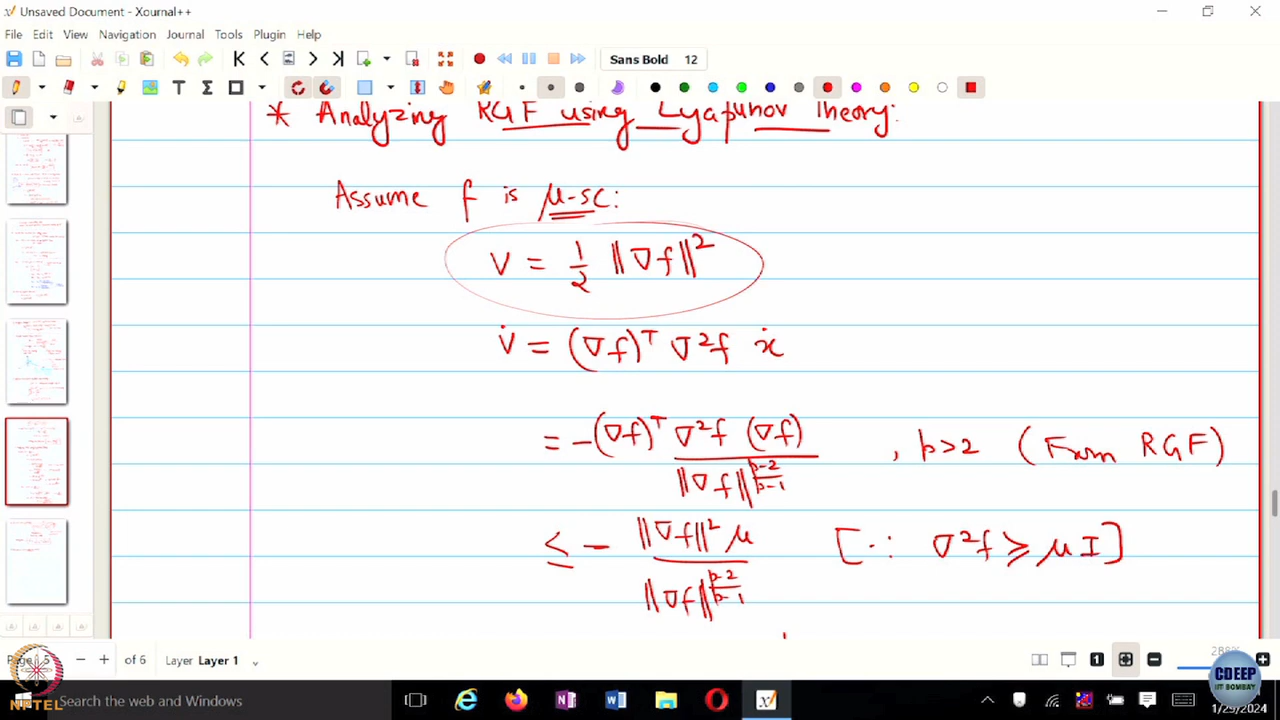 Unsaved Document - Xournal++
File Edit View Navigation Journal Tools Plugin Help
Sans Bold 12
* Analyzing RGF using Lyapunov Theory:
Assume f is μ-sc:
V = 1/2 ‖∇f‖²
V̇ = (∇f)ᵀ ∇²f ẋ
= -(∇f)ᵀ ∇²f (∇f) / ‖∇f‖^(p-2/p-1) , p>2 (From RGF)
≤ - ‖∇f‖² μ / ‖∇f‖^(p-2/p-1) [∵ ∇²f ≥ μI]
Page 5 of 6 Layer Layer 1 288%
NPTEL Search the web and Windows CDEEP IIT BOMBAY 1/29/2024